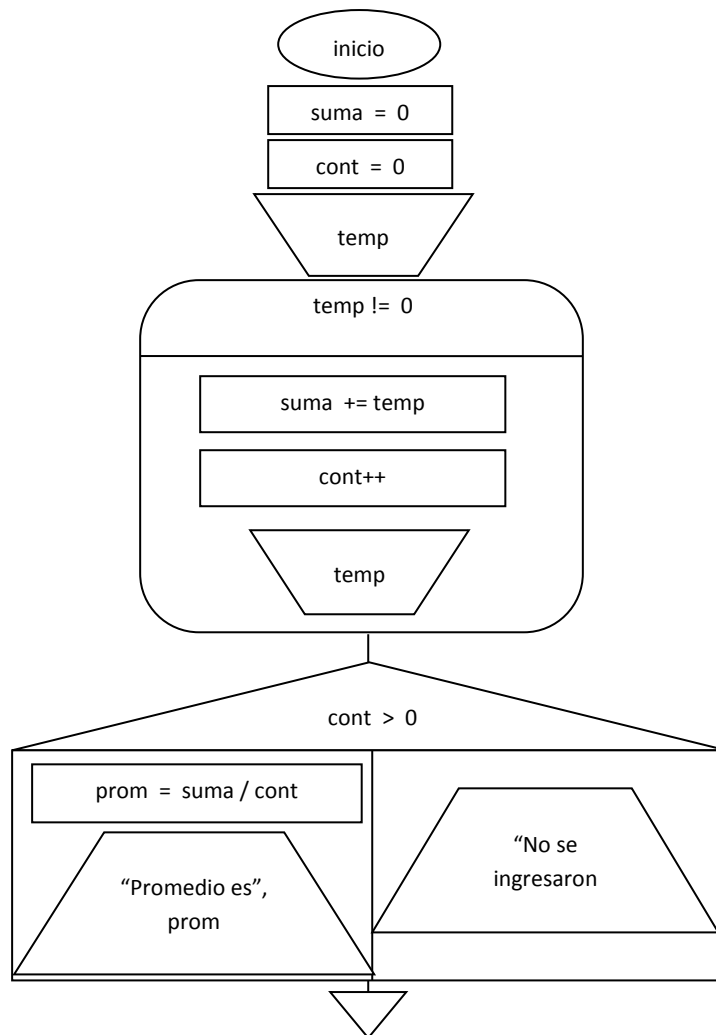 inicio
suma = 0
cont = 0
temp
temp != 0
suma += temp
cont++
temp
cont > 0
prom = suma / cont
“Promedio es”,
prom
“No se
ingresaron